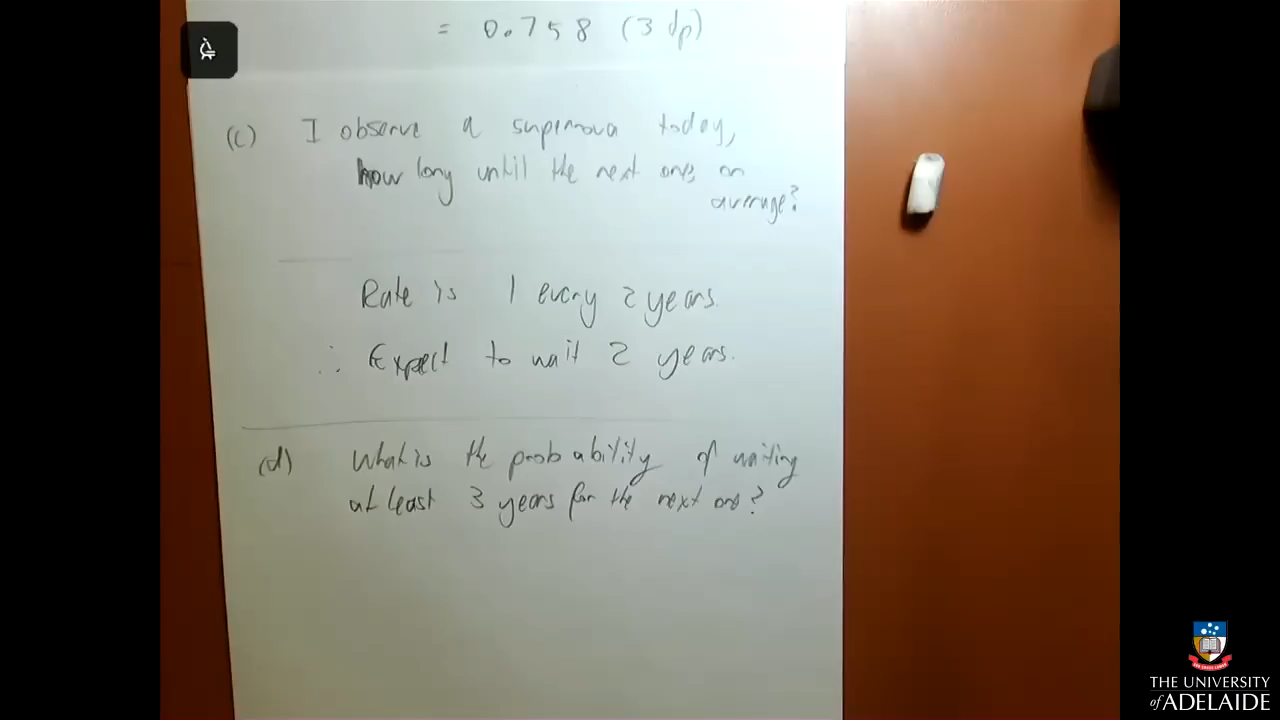 = 0.758 (3 dp)
(c) I observe a supernova today,
how long until the next one, on
average?
Rate is 1 every 2 years.
∴ Expect to wait 2 years.
(d) What is the probability of waiting
at least 3 years for the next one?
THE UNIVERSITY
of ADELAIDE